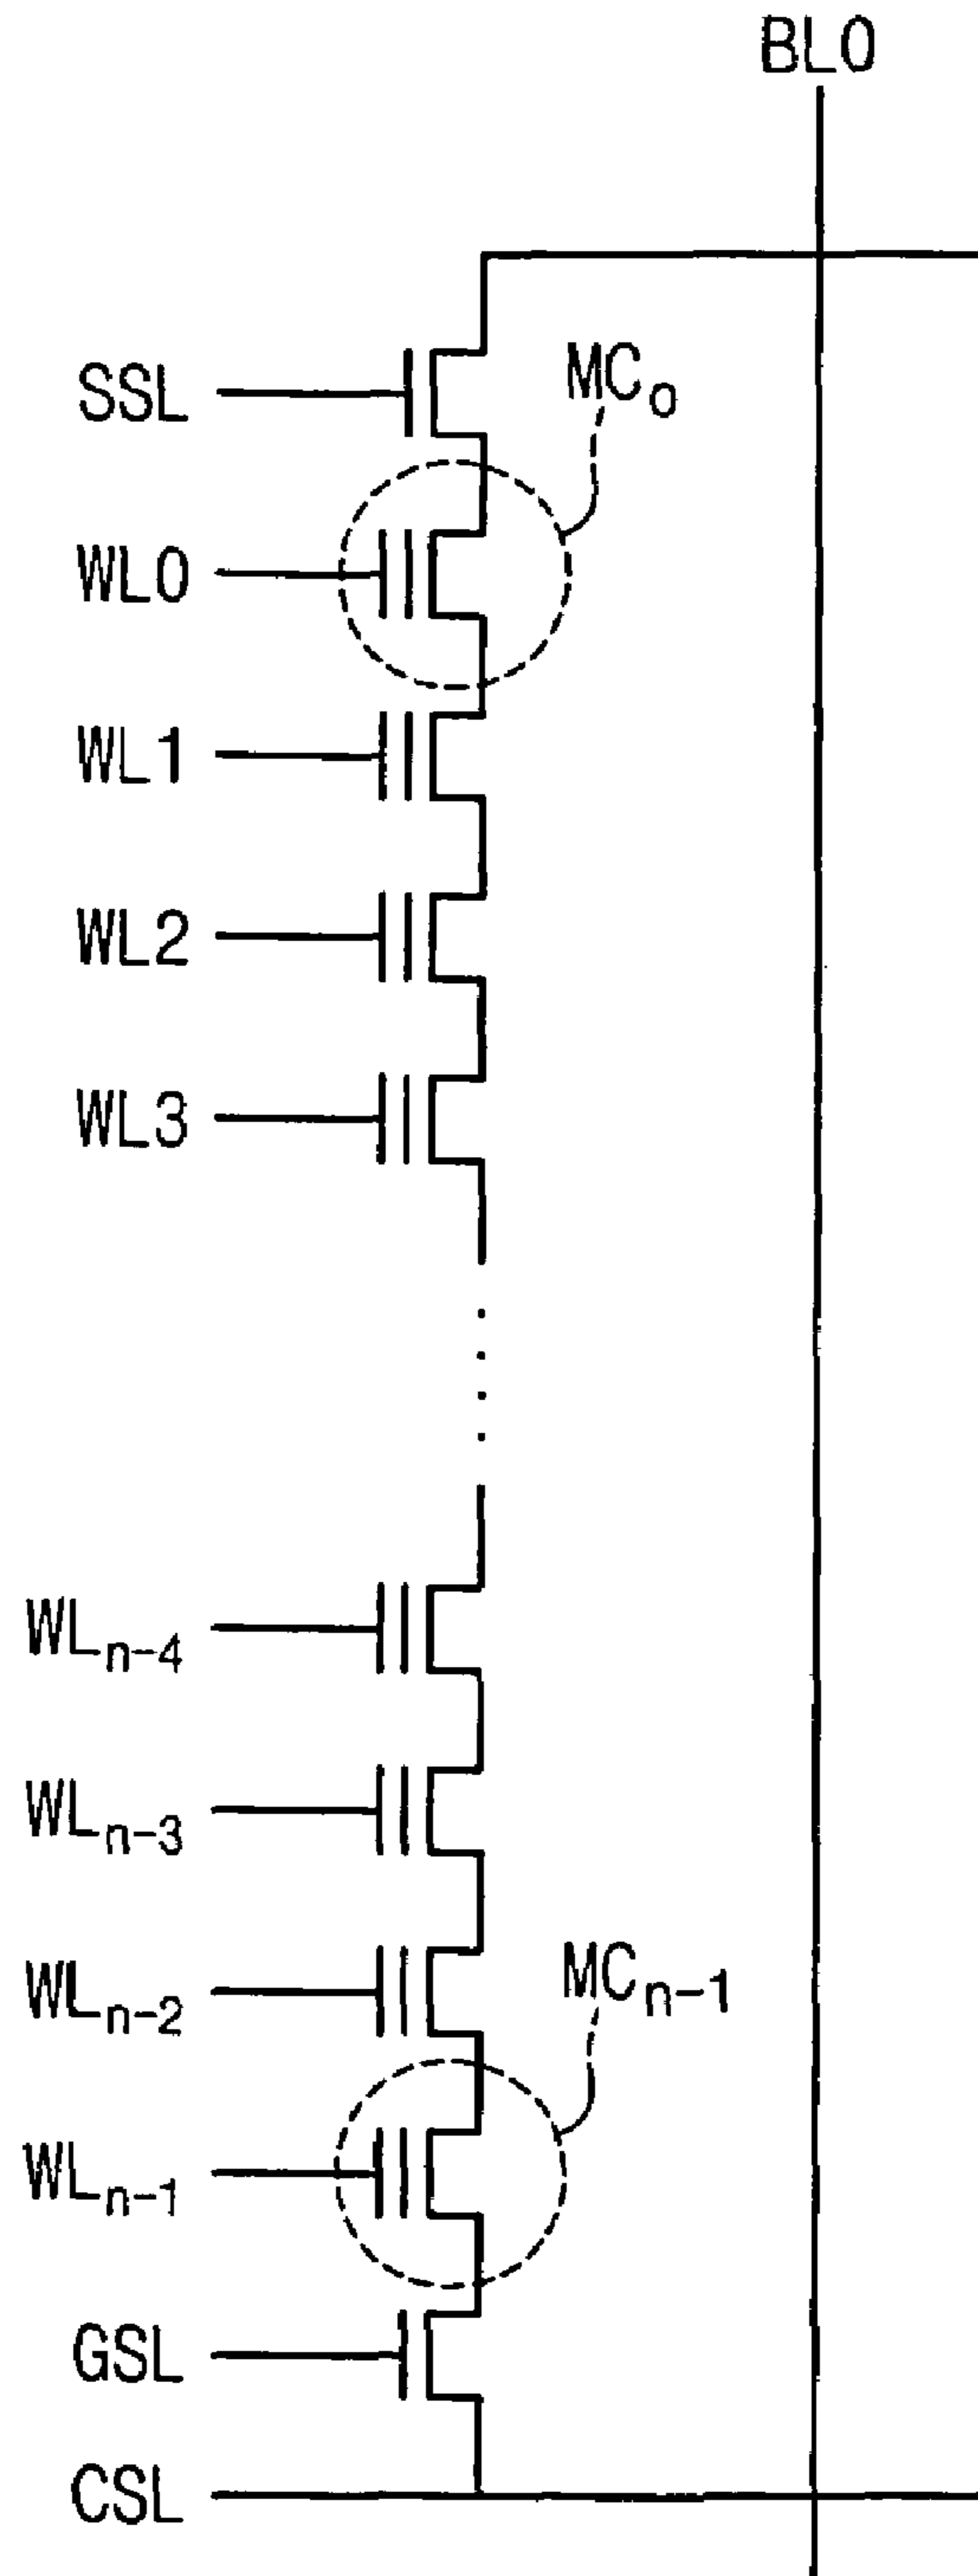 BL0
SSL
MC₀
WL0
WL1
WL2
WL3
WLₙ₋₄
WLₙ₋₃
WLₙ₋₂
MCₙ₋₁
WLₙ₋₁
GSL
CSL